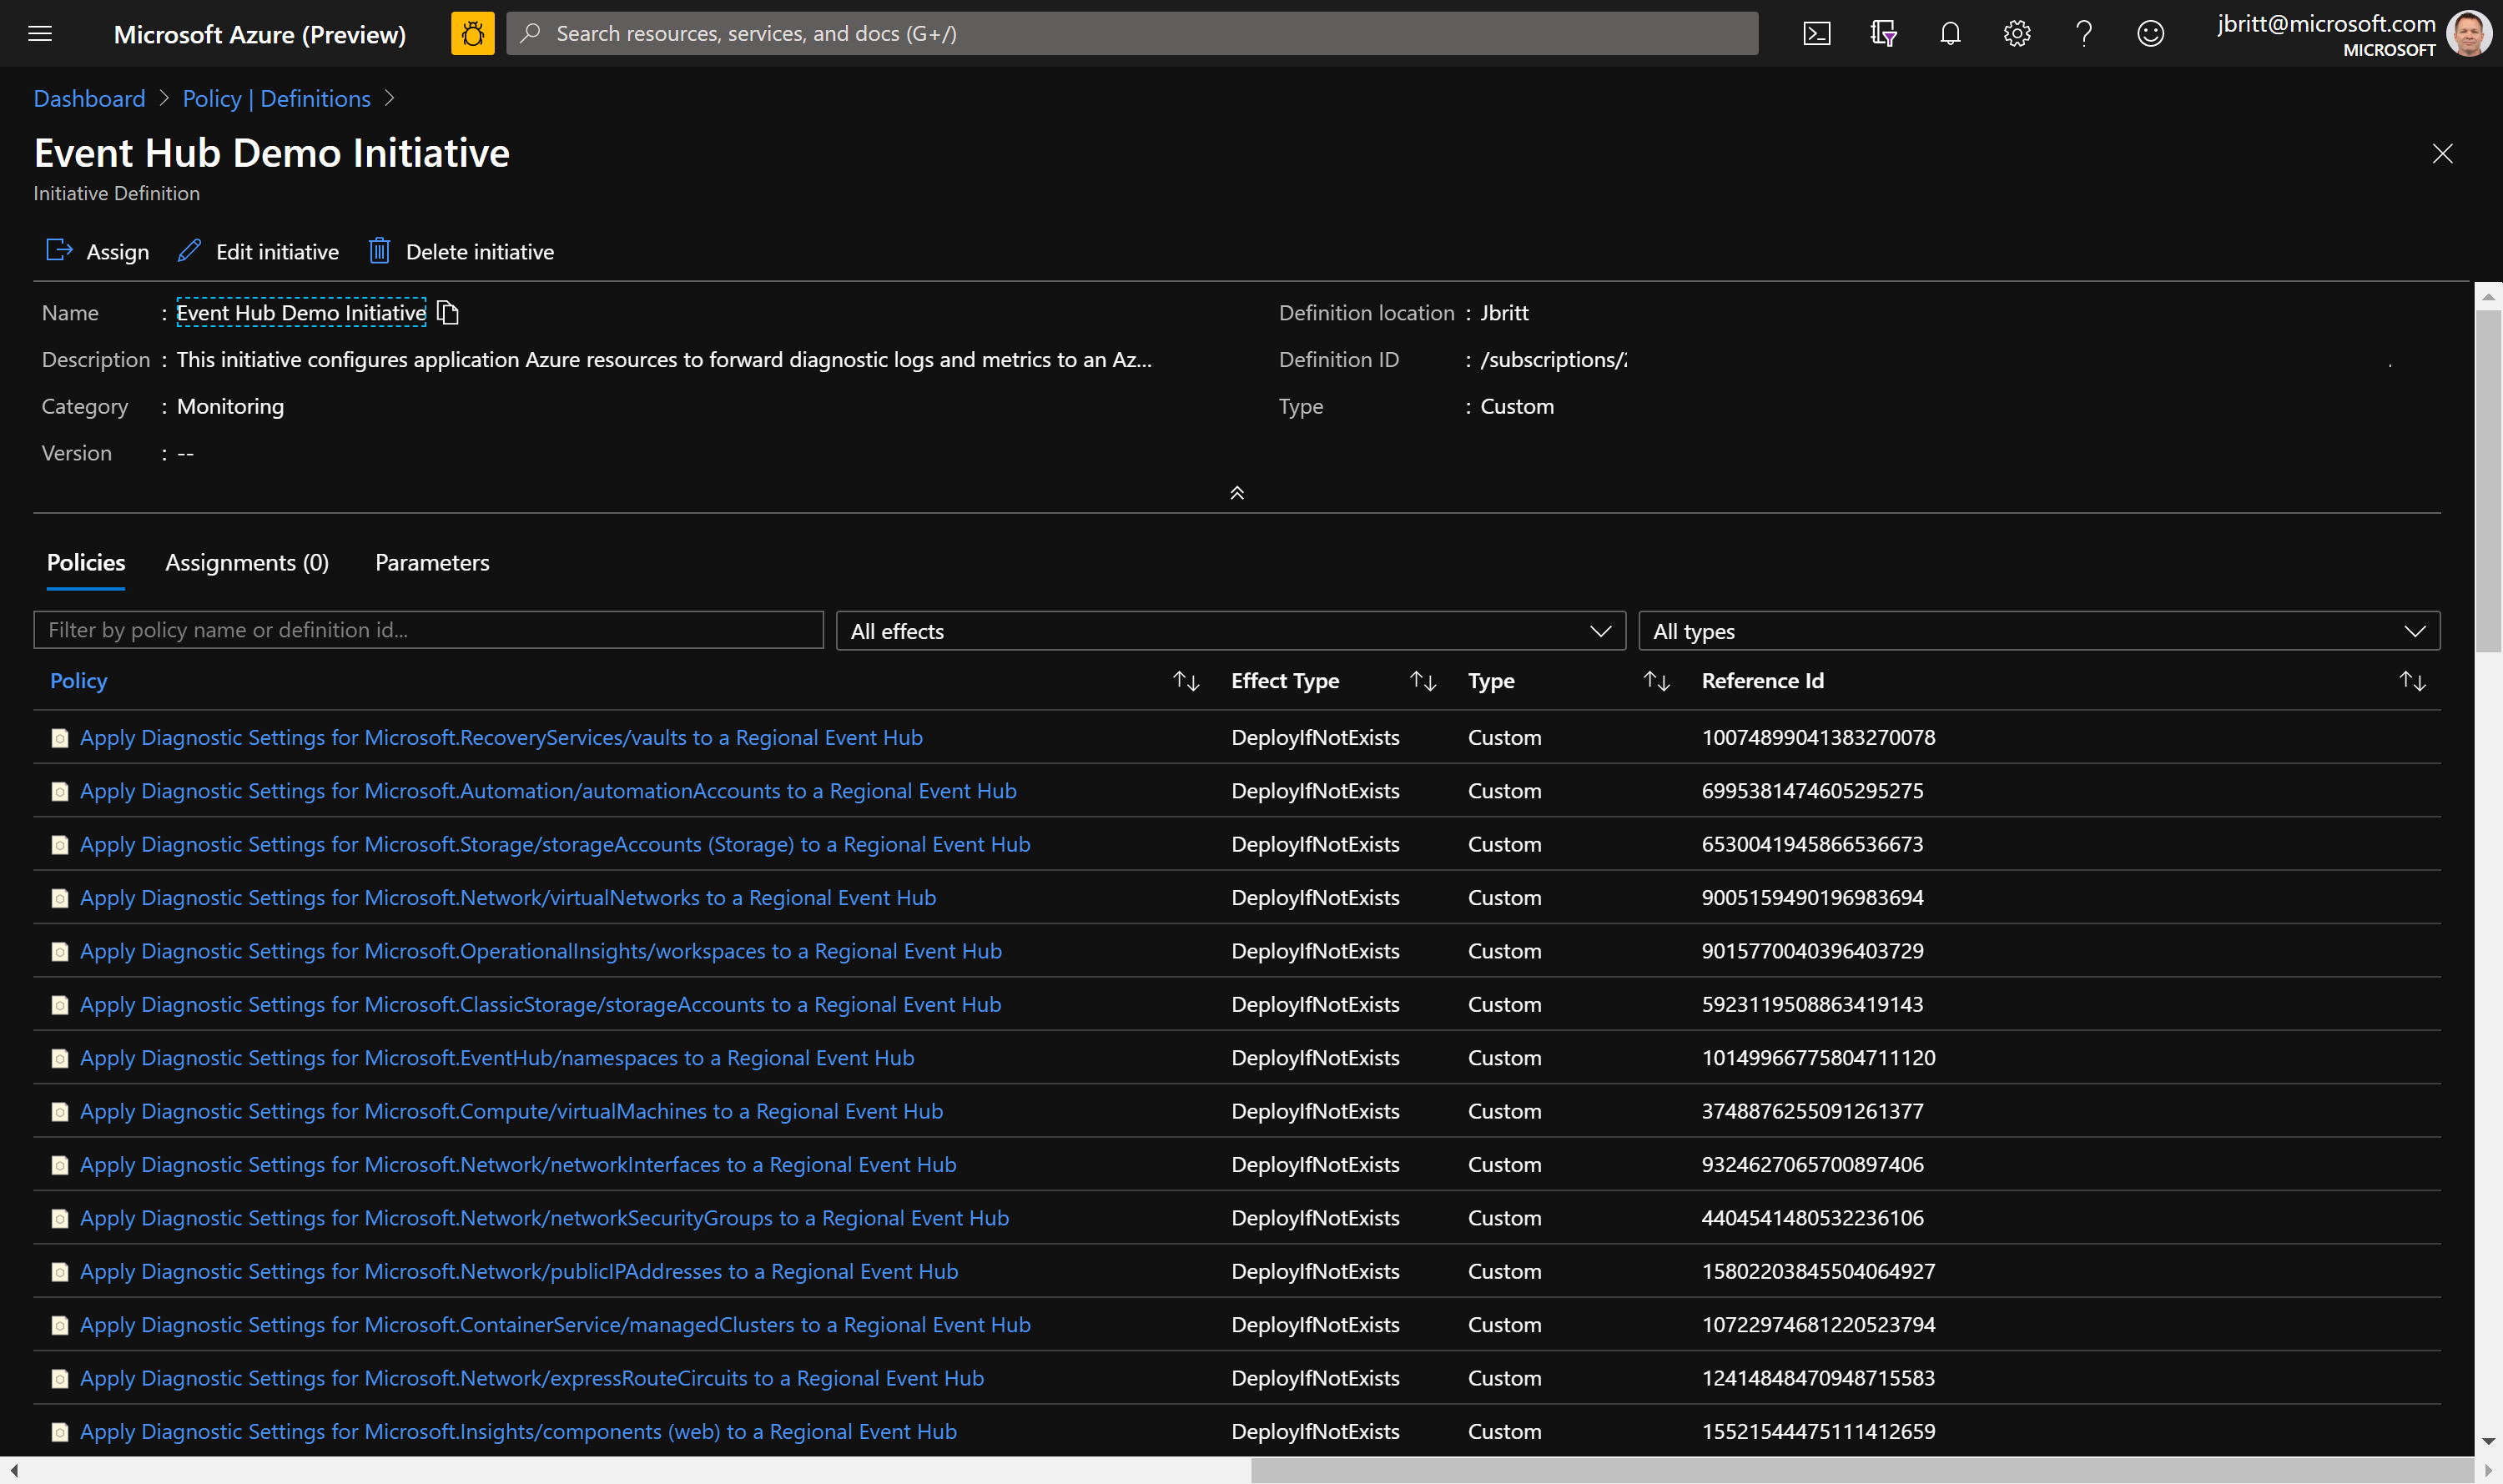 Microsoft Azure (Preview)
Search resources, services, and docs (G+/)
jbritt@microsoft.com
MICROSOFT
Dashboard > Policy | Definitions >
Event Hub Demo Initiative
Initiative Definition
Assign Edit initiative Delete initiative
Name : Event Hub Demo Initiative
Definition location : Jbritt
Description : This initiative configures application Azure resources to forward diagnostic logs and metrics to an Az...
Definition ID : /subscriptions/
Category : Monitoring
Type : Custom
Version : --
Policies Assignments (0) Parameters
Filter by policy name or definition id... All effects All types
Policy Effect Type Type Reference Id
Apply Diagnostic Settings for Microsoft.RecoveryServices/vaults to a Regional Event Hub DeployIfNotExists Custom 10074899041383270078
Apply Diagnostic Settings for Microsoft.Automation/automationAccounts to a Regional Event Hub DeployIfNotExists Custom 6995381474605295275
Apply Diagnostic Settings for Microsoft.Storage/storageAccounts (Storage) to a Regional Event Hub DeployIfNotExists Custom 6530041945866536673
Apply Diagnostic Settings for Microsoft.Network/virtualNetworks to a Regional Event Hub DeployIfNotExists Custom 9005159490196983694
Apply Diagnostic Settings for Microsoft.OperationalInsights/workspaces to a Regional Event Hub DeployIfNotExists Custom 9015770040396403729
Apply Diagnostic Settings for Microsoft.ClassicStorage/storageAccounts to a Regional Event Hub DeployIfNotExists Custom 5923119508863419143
Apply Diagnostic Settings for Microsoft.EventHub/namespaces to a Regional Event Hub DeployIfNotExists Custom 10149966775804711120
Apply Diagnostic Settings for Microsoft.Compute/virtualMachines to a Regional Event Hub DeployIfNotExists Custom 3748876255091261377
Apply Diagnostic Settings for Microsoft.Network/networkInterfaces to a Regional Event Hub DeployIfNotExists Custom 9324627065700897406
Apply Diagnostic Settings for Microsoft.Network/networkSecurityGroups to a Regional Event Hub DeployIfNotExists Custom 4404541480532236106
Apply Diagnostic Settings for Microsoft.Network/publicIPAddresses to a Regional Event Hub DeployIfNotExists Custom 15802203845504064927
Apply Diagnostic Settings for Microsoft.ContainerService/managedClusters to a Regional Event Hub DeployIfNotExists Custom 10722974681220523794
Apply Diagnostic Settings for Microsoft.Network/expressRouteCircuits to a Regional Event Hub DeployIfNotExists Custom 12414848470948715583
Apply Diagnostic Settings for Microsoft.Insights/components (web) to a Regional Event Hub DeployIfNotExists Custom 15521544475111412659